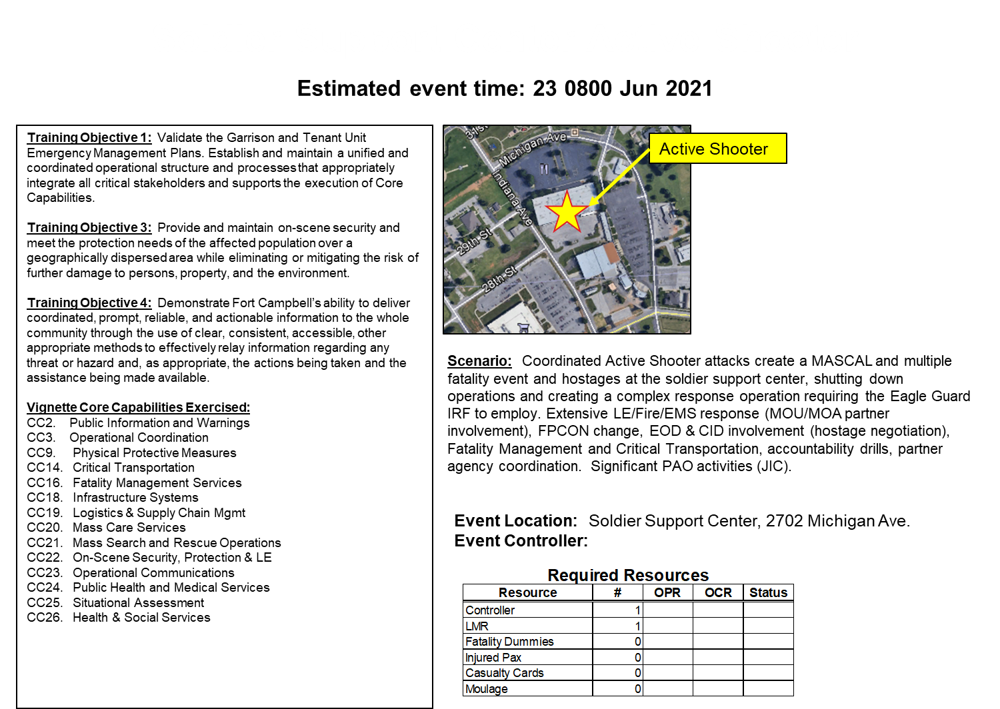 Estimated event time: 23 0800 Jun 2021
Training Objective 1: Validate the Garrison and Tenant Unit
Emergency Management Plans. Establish and maintain a unified and
coordinated operational structure and processes that appropriately
integrate all critical stakeholders and supports the execution of Core
Capabilities.
Training Objective 3: Provide and maintain on-scene security and
meet the protection needs of the affected population over a
geographically dispersed area while eliminating or mitigating the risk of
further damage to persons, property, and the environment.
Training Objective 4: Demonstrate Fort Campbell's ability to deliver
coordinated, prompt, reliable, and actionable information to the whole
community through the use of clear, consistent, accessible, other
appropriate methods to effectively relay information regarding any
threat or hazard and, as appropriate, the actions being taken and the
assistance being made available.
Vignette Core Capabilities Exercised:
CC2. Public Information and Warnings
CC3. Operational Coordination
CC9. Physical Protective Measures
CC14. Critical Transportation
CC16. Fatality Management Services
CC18. Infrastructure Systems
CC19. Logistics & Supply Chain Mgmt
CC20. Mass Care Services
CC21. Mass Search and Rescue Operations
CC22. On-Scene Security, Protection & LE
CC23. Operational Communications
CC24. Public Health and Medical Services
CC25. Situational Assessment
CC26. Health & Social Services
31st
Michigan Ave
Indiana Ave
29th St
28th St
Active Shooter
Scenario: Coordinated Active Shooter attacks create a MASCAL and multiple
fatality event and hostages at the soldier support center, shutting down
operations and creating a complex response operation requiring the Eagle Guard
IRF to employ. Extensive LE/Fire/EMS response (MOU/MOA partner
involvement), FPCON change, EOD & CID involvement (hostage negotiation),
Fatality Management and Critical Transportation, accountability drills, partner
agency coordination. Significant PAO activities (JIC).
Event Location: Soldier Support Center, 2702 Michigan Ave.
Event Controller:
Required Resources
Resource # OPR OCR Status
Controller 1
LMR 1
Fatality Dummies 0
Injured Pax 0
Casualty Cards 0
Moulage 0